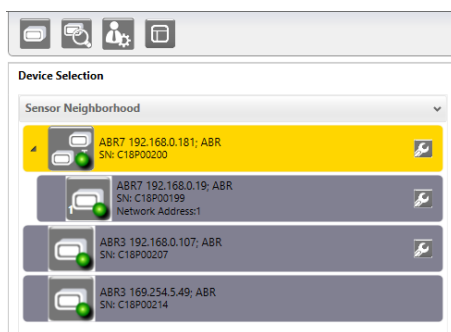 Device Selection
Sensor Neighborhood
ABR7 192.168.0.181; ABR
SN: C18P00200
ABR7 192.168.0.19; ABR
SN: C18P00199
Network Address:1
ABR3 192.168.0.107; ABR
SN: C18P00207
ABR3 169.254.5.49; ABR
SN: C18P00214